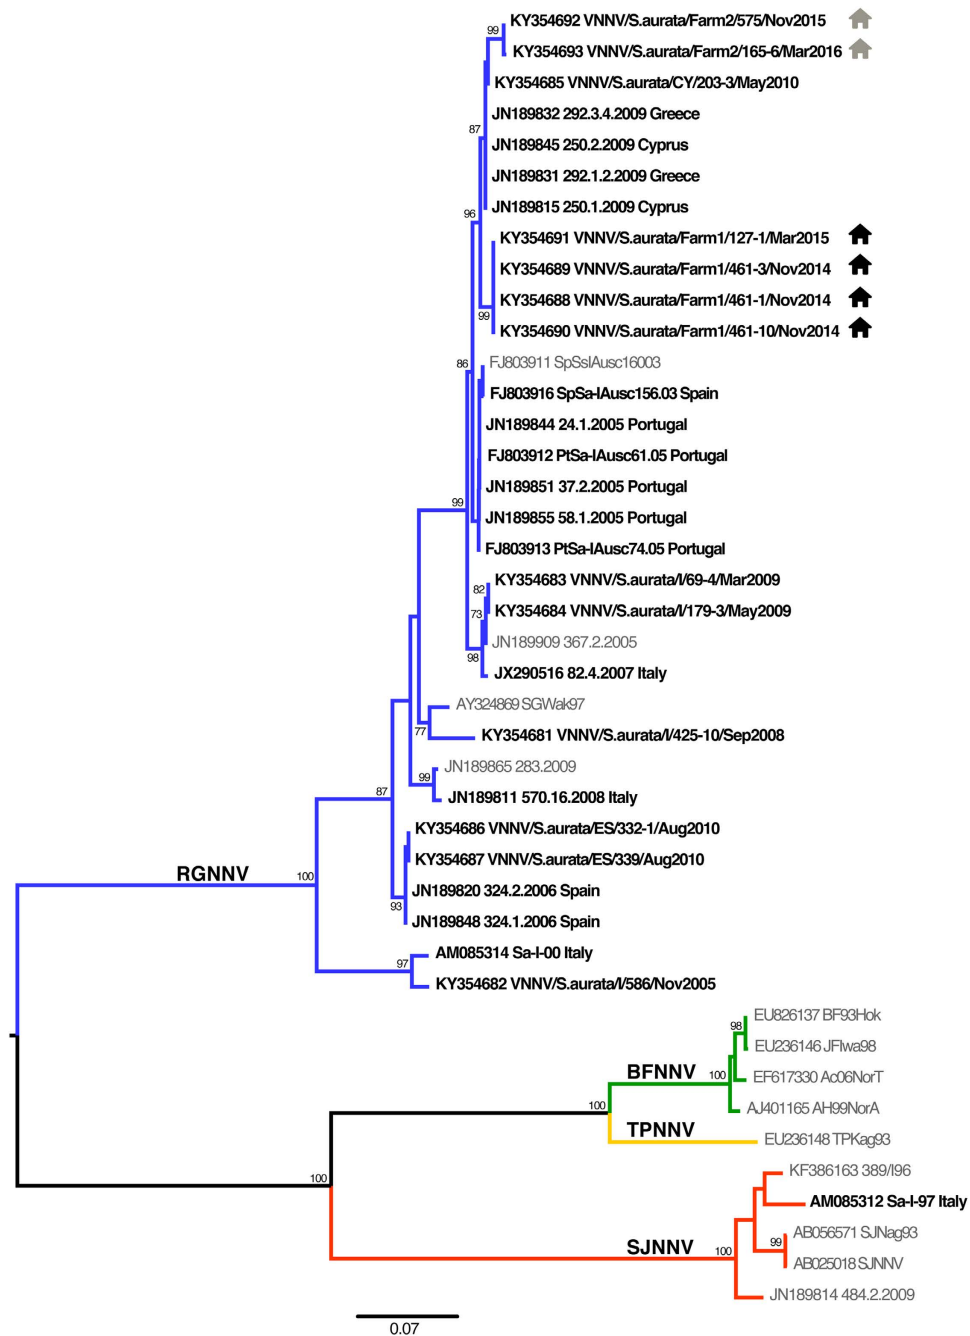 KY354692 VNNV/S.aurata/Farm2/575/Nov2015
99
KY354693 VNNV/S.aurata/Farm2/165-6/Mar2016
KY354685 VNNV/S.aurata/CY/203-3/May2010
JN189832 292.3.4.2009 Greece
87
JN189845 250.2.2009 Cyprus
JN189831 292.1.2.2009 Greece
JN189815 250.1.2009 Cyprus
96
KY354691 VNNV/S.aurata/Farm1/127-1/Mar2015
KY354689 VNNV/S.aurata/Farm1/461-3/Nov2014
KY354688 VNNV/S.aurata/Farm1/461-1/Nov2014
99
KY354690 VNNV/S.aurata/Farm1/461-10/Nov2014
86
FJ803911 SpSsIAusc16003
FJ803916 SpSa-IAusc156.03 Spain
JN189844 24.1.2005 Portugal
FJ803912 PtSa-IAusc61.05 Portugal
JN189851 37.2.2005 Portugal
99
JN189855 58.1.2005 Portugal
FJ803913 PtSa-IAusc74.05 Portugal
KY354683 VNNV/S.aurata/I/69-4/Mar2009
82
KY354684 VNNV/S.aurata/I/179-3/May2009
73
JN189909 367.2.2005
98
JX290516 82.4.2007 Italy
AY324869 SGWak97
77
KY354681 VNNV/S.aurata/I/425-10/Sep2008
JN189865 283.2009
99
JN189811 570.16.2008 Italy
87
KY354686 VNNV/S.aurata/ES/332-1/Aug2010
KY354687 VNNV/S.aurata/ES/339/Aug2010
RGNNV
100
JN189820 324.2.2006 Spain
93
JN189848 324.1.2006 Spain
AM085314 Sa-I-00 Italy
97
KY354682 VNNV/S.aurata/I/586/Nov2005
EU826137 BF93Hok
98
EU236146 JFIwa98
BFNNV
100
EF617330 Ac06NorT
100
AJ401165 AH99NorA
TPNNV
EU236148 TPKag93
KF386163 389/I96
100
AM085312 Sa-I-97 Italy
AB056571 SJNag93
99
SJNNV
100
AB025018 SJNNV
JN189814 484.2.2009
0.07